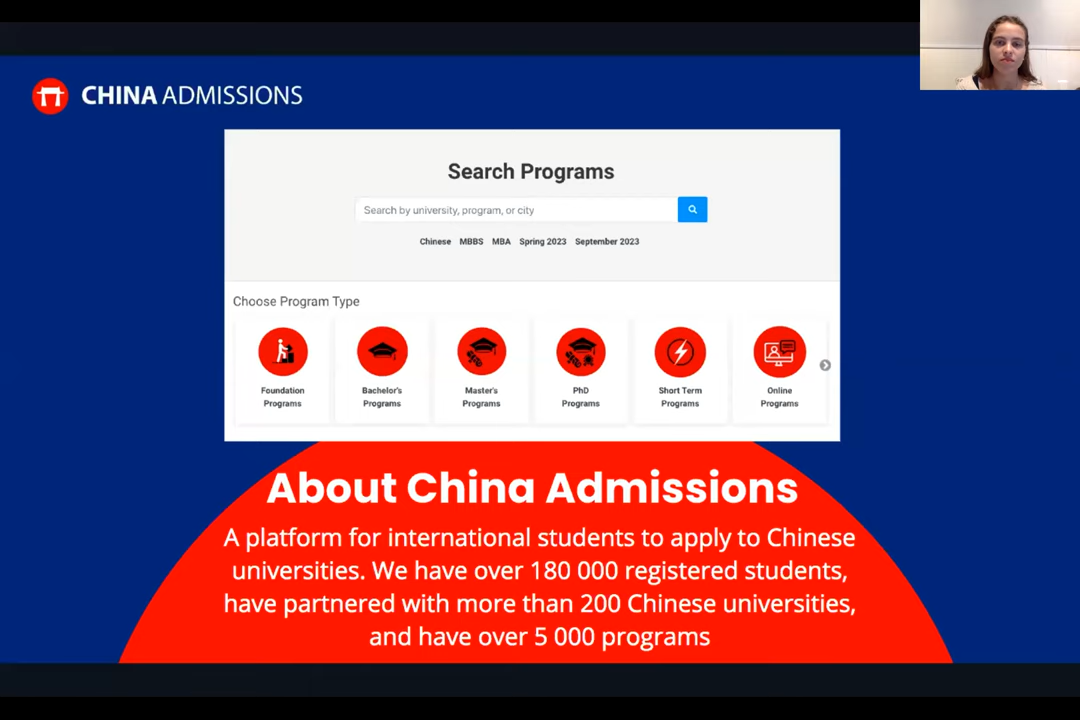 CHINA ADMISSIONS
Search Programs
Search by university, program, or city
Chinese MBBS MBA Spring 2023 September 2023
Choose Program Type
Foundation
Programs
Bachelor's
Programs
Master's
Programs
PhD
Programs
Short Term
Programs
Online
Programs
About China Admissions
A platform for international students to apply to Chinese
universities. We have over 180 000 registered students,
have partnered with more than 200 Chinese universities,
and have over 5 000 programs